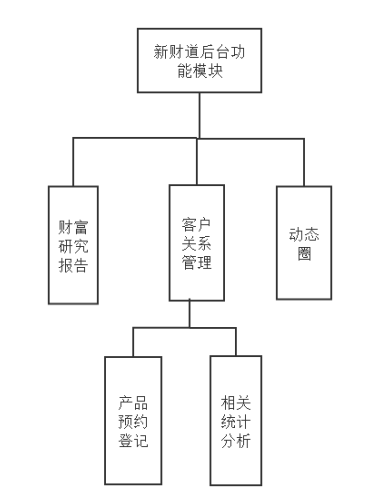 新财道后台功
能模块
财富
研究
报告
客户
关系
管理
动态
圈
产品
预约
登记
相关
统计
分析